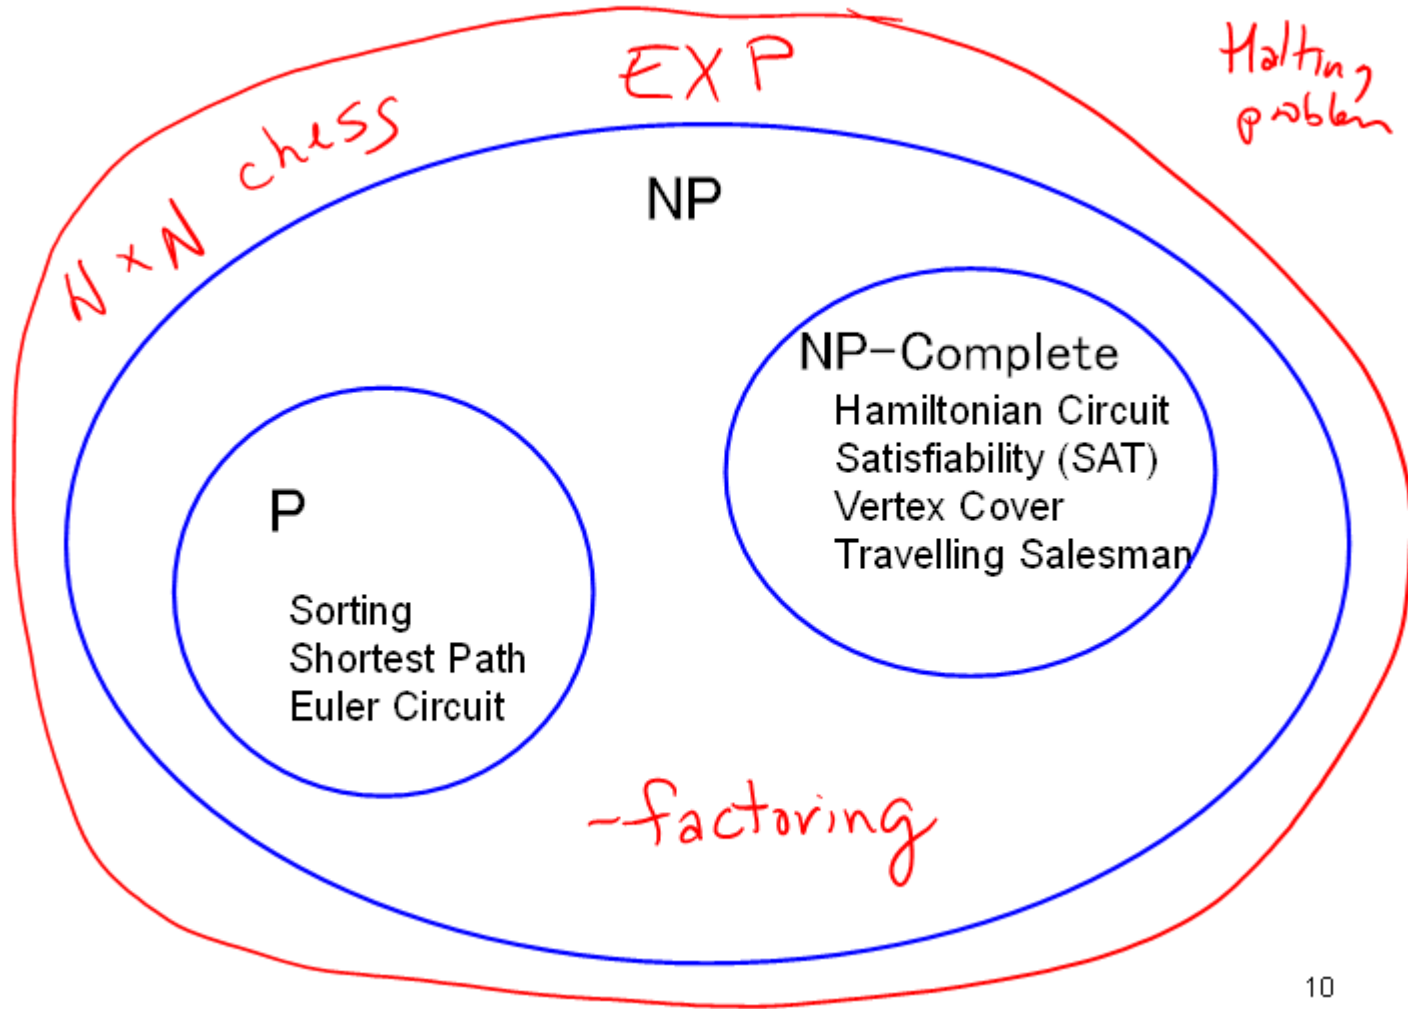 EXP
Halting
problem
N x N chess
NP
NP-Complete
Hamiltonian Circuit
Satisfiability (SAT)
Vertex Cover
Travelling Salesman
P
Sorting
Shortest Path
Euler Circuit
-factoring
10